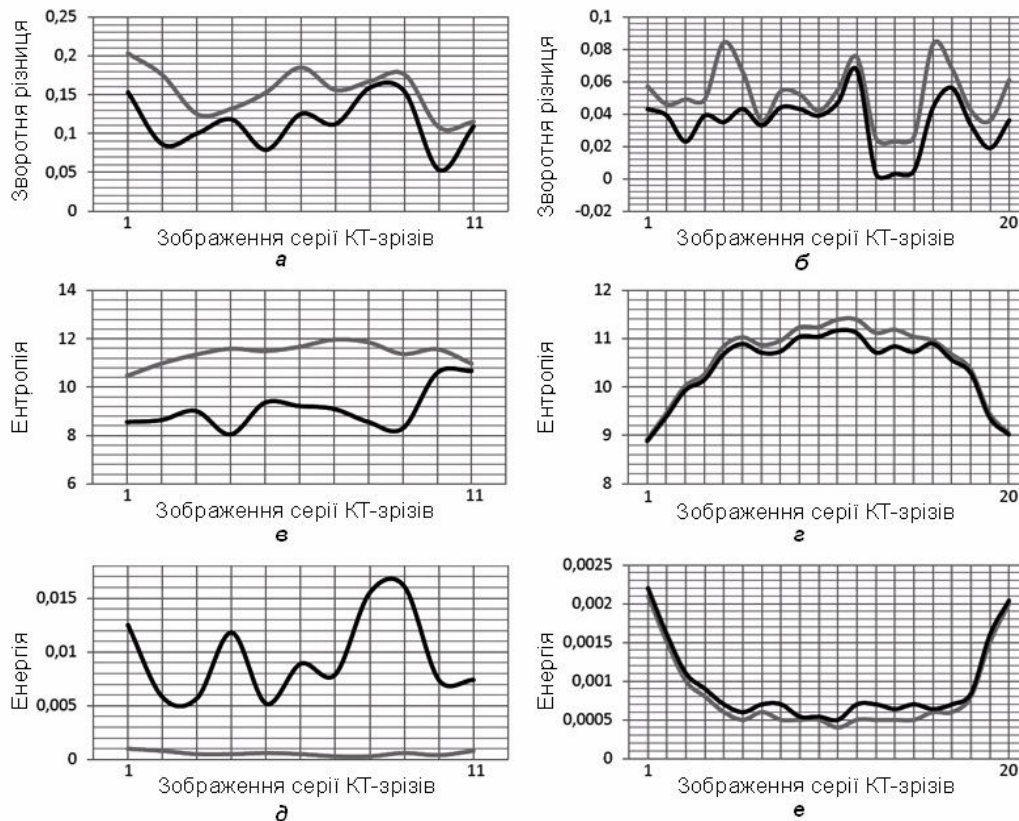 0,25
0,2
0,15
0,1
0,05
0
Зворотня різниця
1
11
Зображення серії КТ-зрізів
а
0,1
0,08
0,06
0,04
0,02
0
-0,02
Зворотня різниця
1
20
Зображення серії КТ-зрізів
б
14
12
10
8
6
Ентропія
1
11
Зображення серії КТ-зрізів
в
12
11
10
9
8
Ентропія
1
20
Зображення серії КТ-зрізів
г
0,015
0,01
0,005
0
Енергія
1
11
Зображення серії КТ-зрізів
д
0,0025
0,002
0,0015
0,001
0,0005
0
Енергія
1
20
Зображення серії КТ-зрізів
е